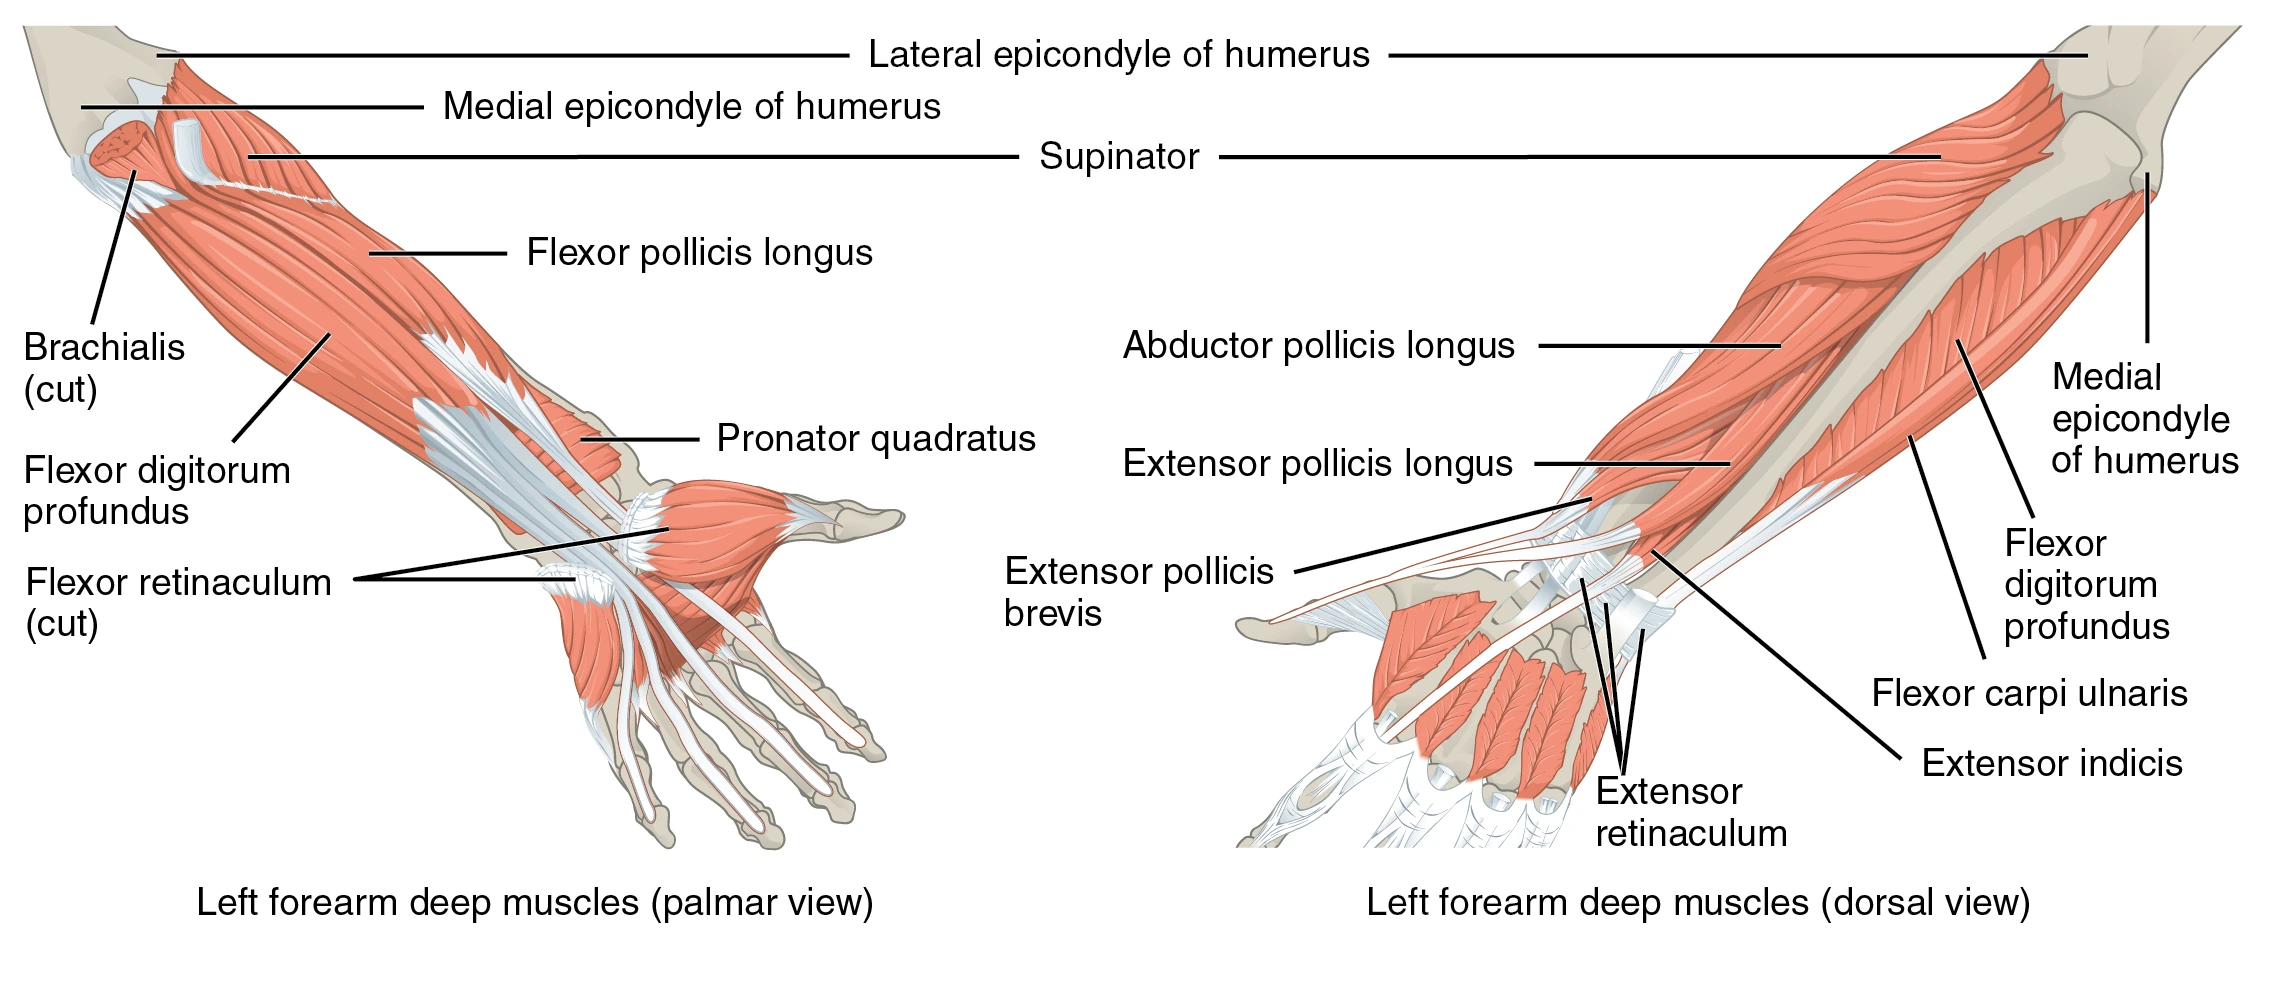 Lateral epicondyle of humerus
Medial epicondyle of humerus
Supinator
Flexor pollicis longus
Brachialis
(cut)
Flexor digitorum
profundus
Pronator quadratus
Flexor retinaculum
(cut)
Left forearm deep muscles (palmar view)
Abductor pollicis longus
Extensor pollicis longus
Extensor pollicis
brevis
Medial
epicondyle
of humerus
Flexor
digitorum
profundus
Flexor carpi ulnaris
Extensor indicis
Extensor
retinaculum
Left forearm deep muscles (dorsal view)